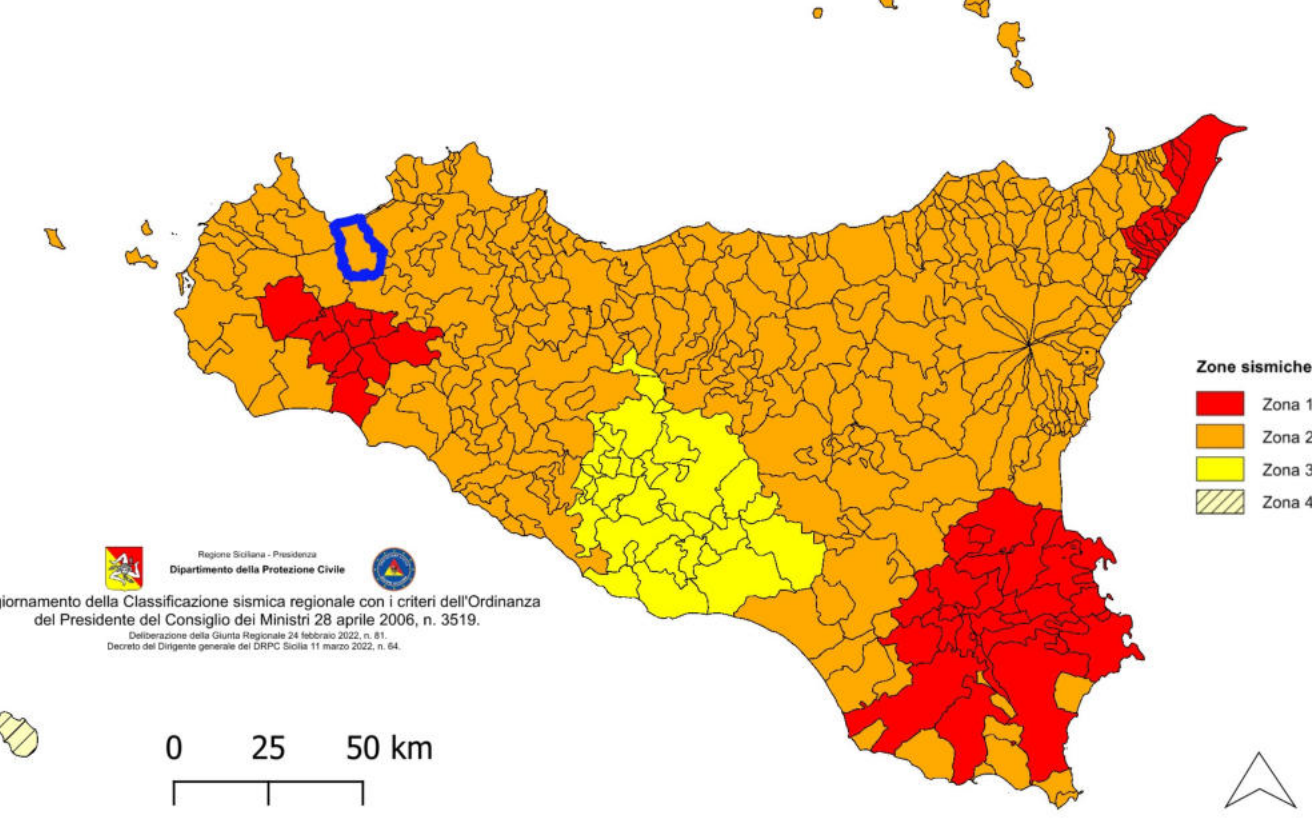 Zone sismiche
Zona 1
Zona 2
Zona 3
Zona 4
Regione Siciliana - Presidenza
Dipartimento della Protezione Civile
giornamento della Classificazione sismica regionale con i criteri dell'Ordinanza
del Presidente del Consiglio dei Ministri 28 aprile 2006, n. 3519.
Deliberazione della Giunta Regionale 24 febbraio 2022, n. 81.
Decreto del Dirigente generale del DRPC Sicilia 11 marzo 2022, n. 64.
0 25 50 km